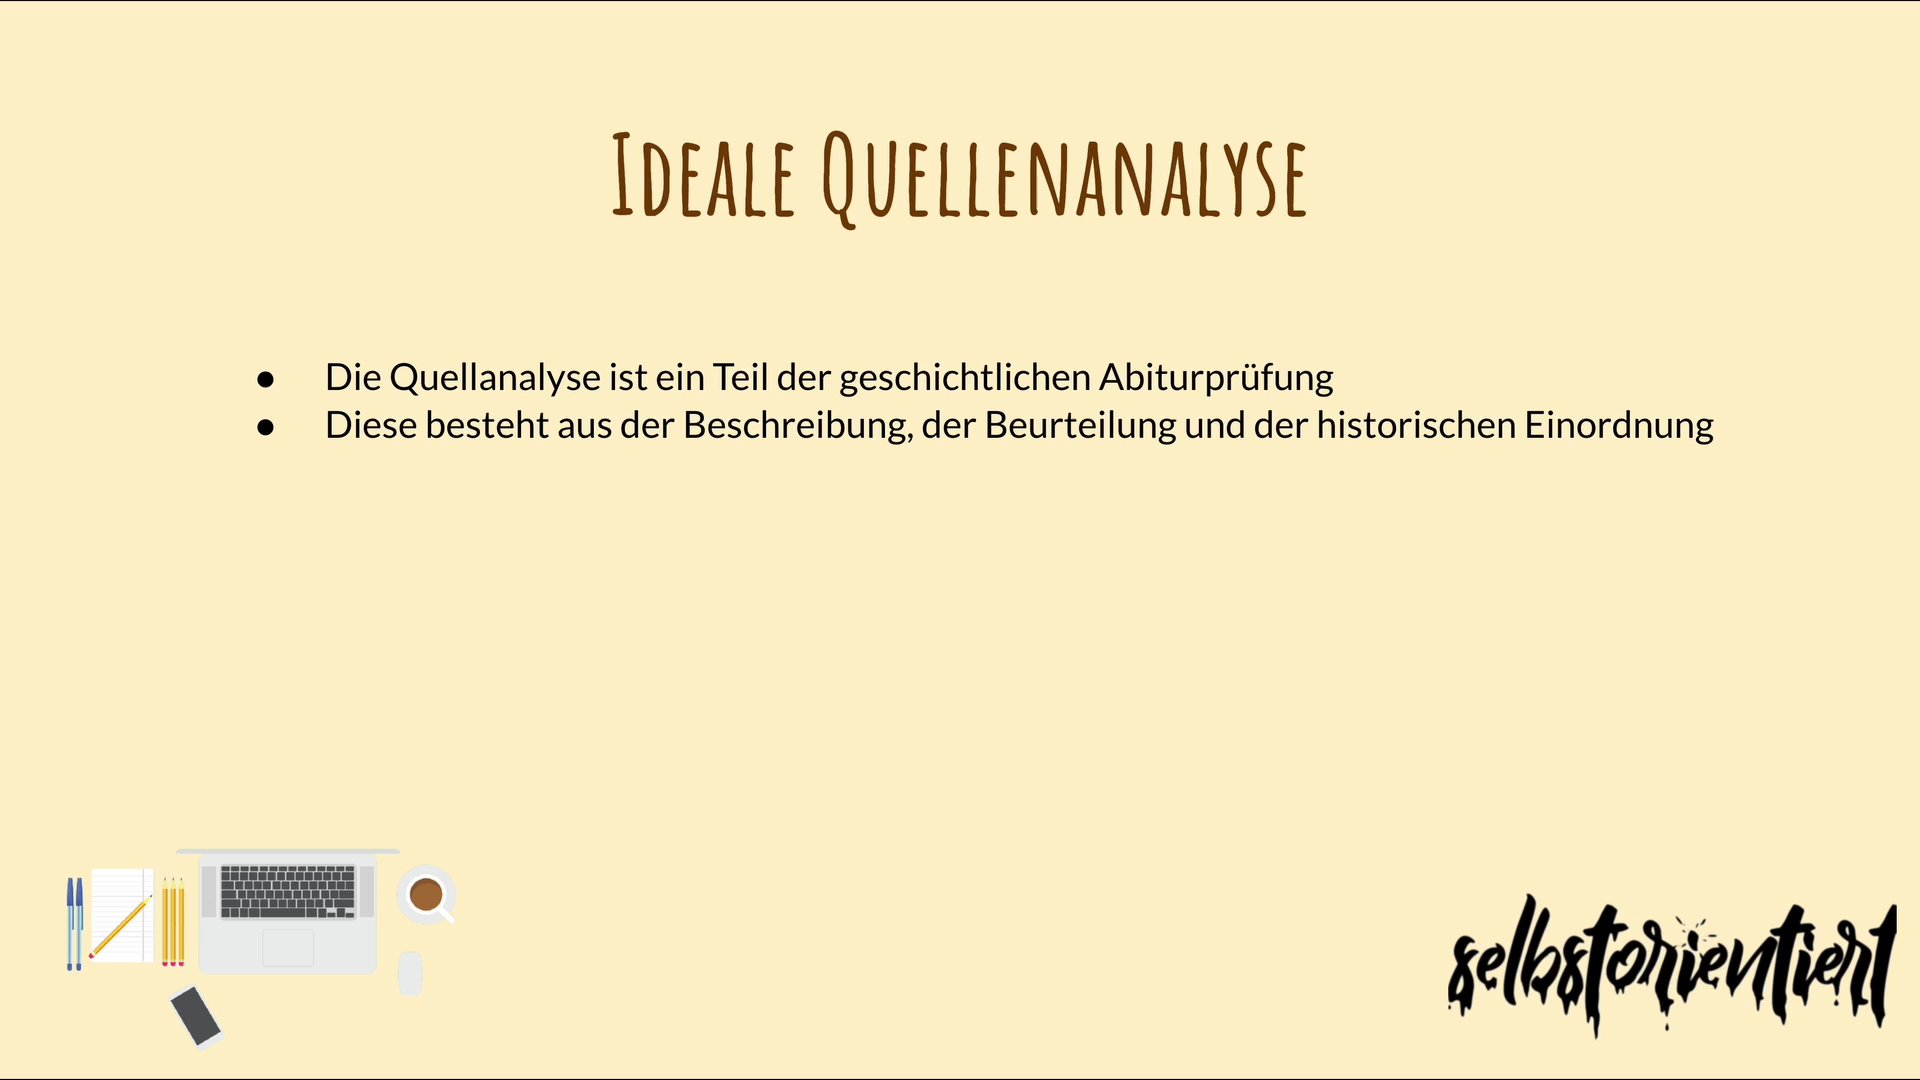 Ideale Quellenanalyse
● Die Quellanalyse ist ein Teil der geschichtlichen Abiturprüfung
● Diese besteht aus der Beschreibung, der Beurteilung und der historischen Einordnung
selbstorientiert